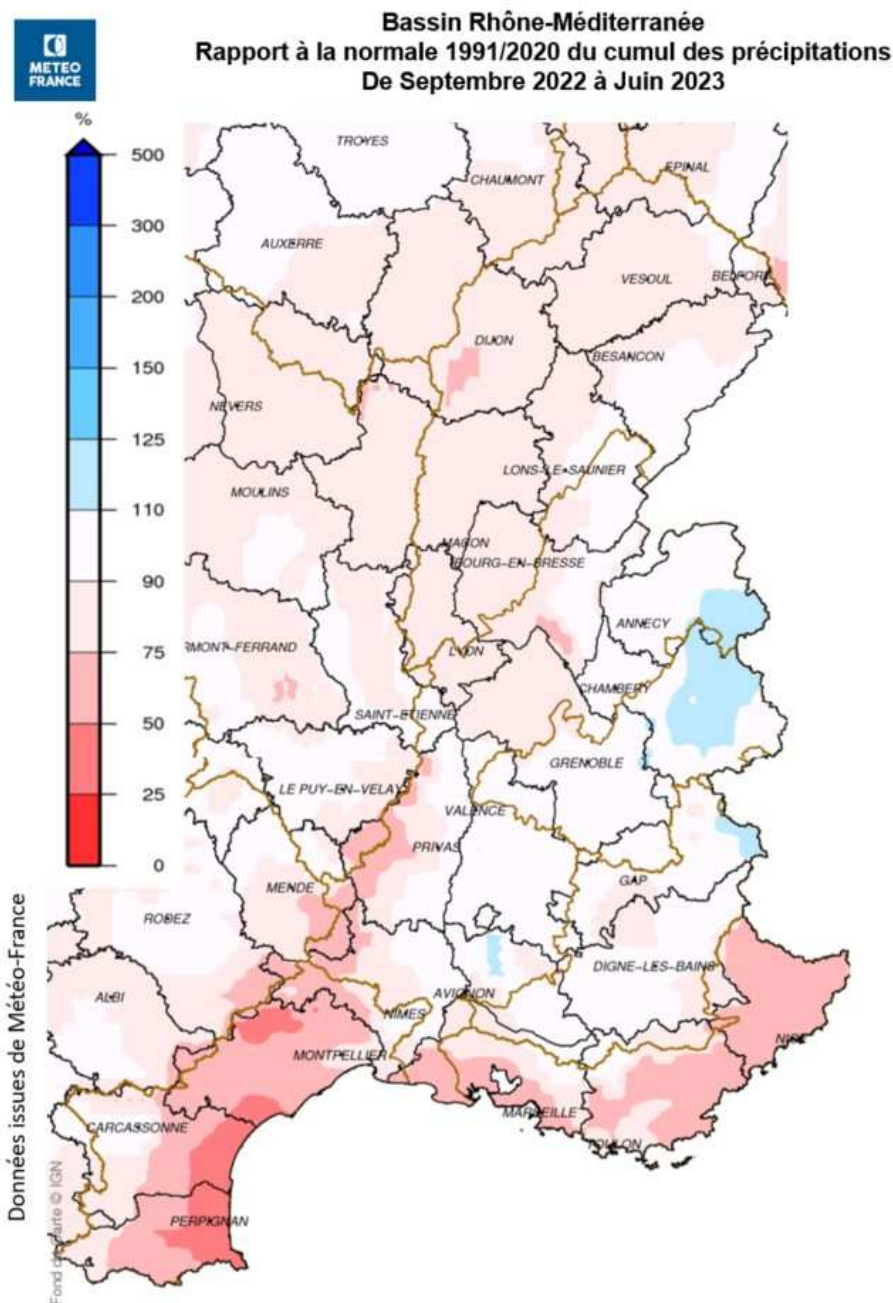 METEO
FRANCE
Bassin Rhône-Méditerranée
Rapport à la normale 1991/2020 du cumul des précipitations
De Septembre 2022 à Juin 2023
%
500
300
200
150
125
110
90
75
50
25
0
TROYES
EPINAL
CHAUMONT
AUXERRE
VESOUL
BELFORT
DIJON
BESANCON
NEVERS
LONS-LE-SAUNIER
MOULINS
MACON
BOURG-EN-BRESSE
ANNECY
RMONT-FERRAND
LYON
CHAMBERY
SAINT-ETIENNE
GRENOBLE
LE PUY-EN-VELAY
VALENCE
PRIVAS
GAP
MENDE
RODEZ
DIGNE-LES-BAINS
ALBI
AVIGNON
NIMES
NICE
MONTPELLIER
MARSEILLE
CARCASSONNE
TOULON
PERPIGNAN
Données issues de Météo-France
Fond de carte © IGN